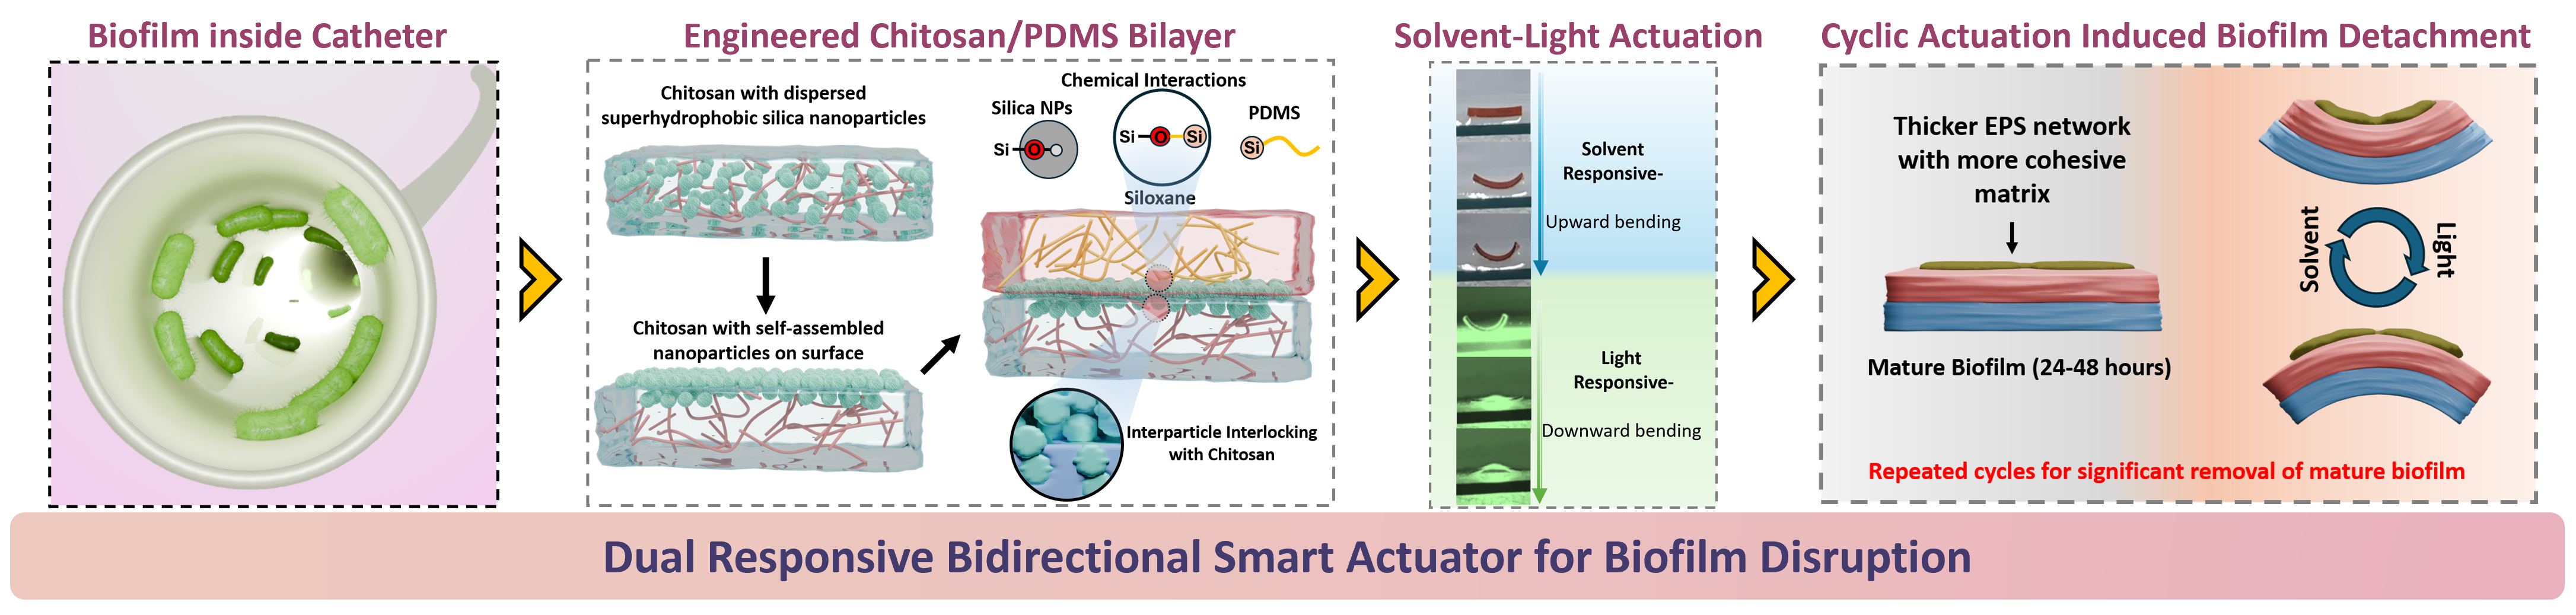 Biofilm inside Catheter
Engineered Chitosan/PDMS Bilayer
Chitosan with dispersed
superhydrophobic silica nanoparticles
Chitosan with self-assembled
nanoparticles on surface
Chemical Interactions
Silica NPs
Si
O
Si
O
Si
PDMS
Si
Siloxane
Interparticle Interlocking
with Chitosan
Solvent-Light Actuation
Solvent
Responsive-
Upward bending
Light
Responsive-
Downward bending
Cyclic Actuation Induced Biofilm Detachment
Thicker EPS network
with more cohesive
matrix
Mature Biofilm (24-48 hours)
Solvent
Light
Repeated cycles for significant removal of mature biofilm
Dual Responsive Bidirectional Smart Actuator for Biofilm Disruption